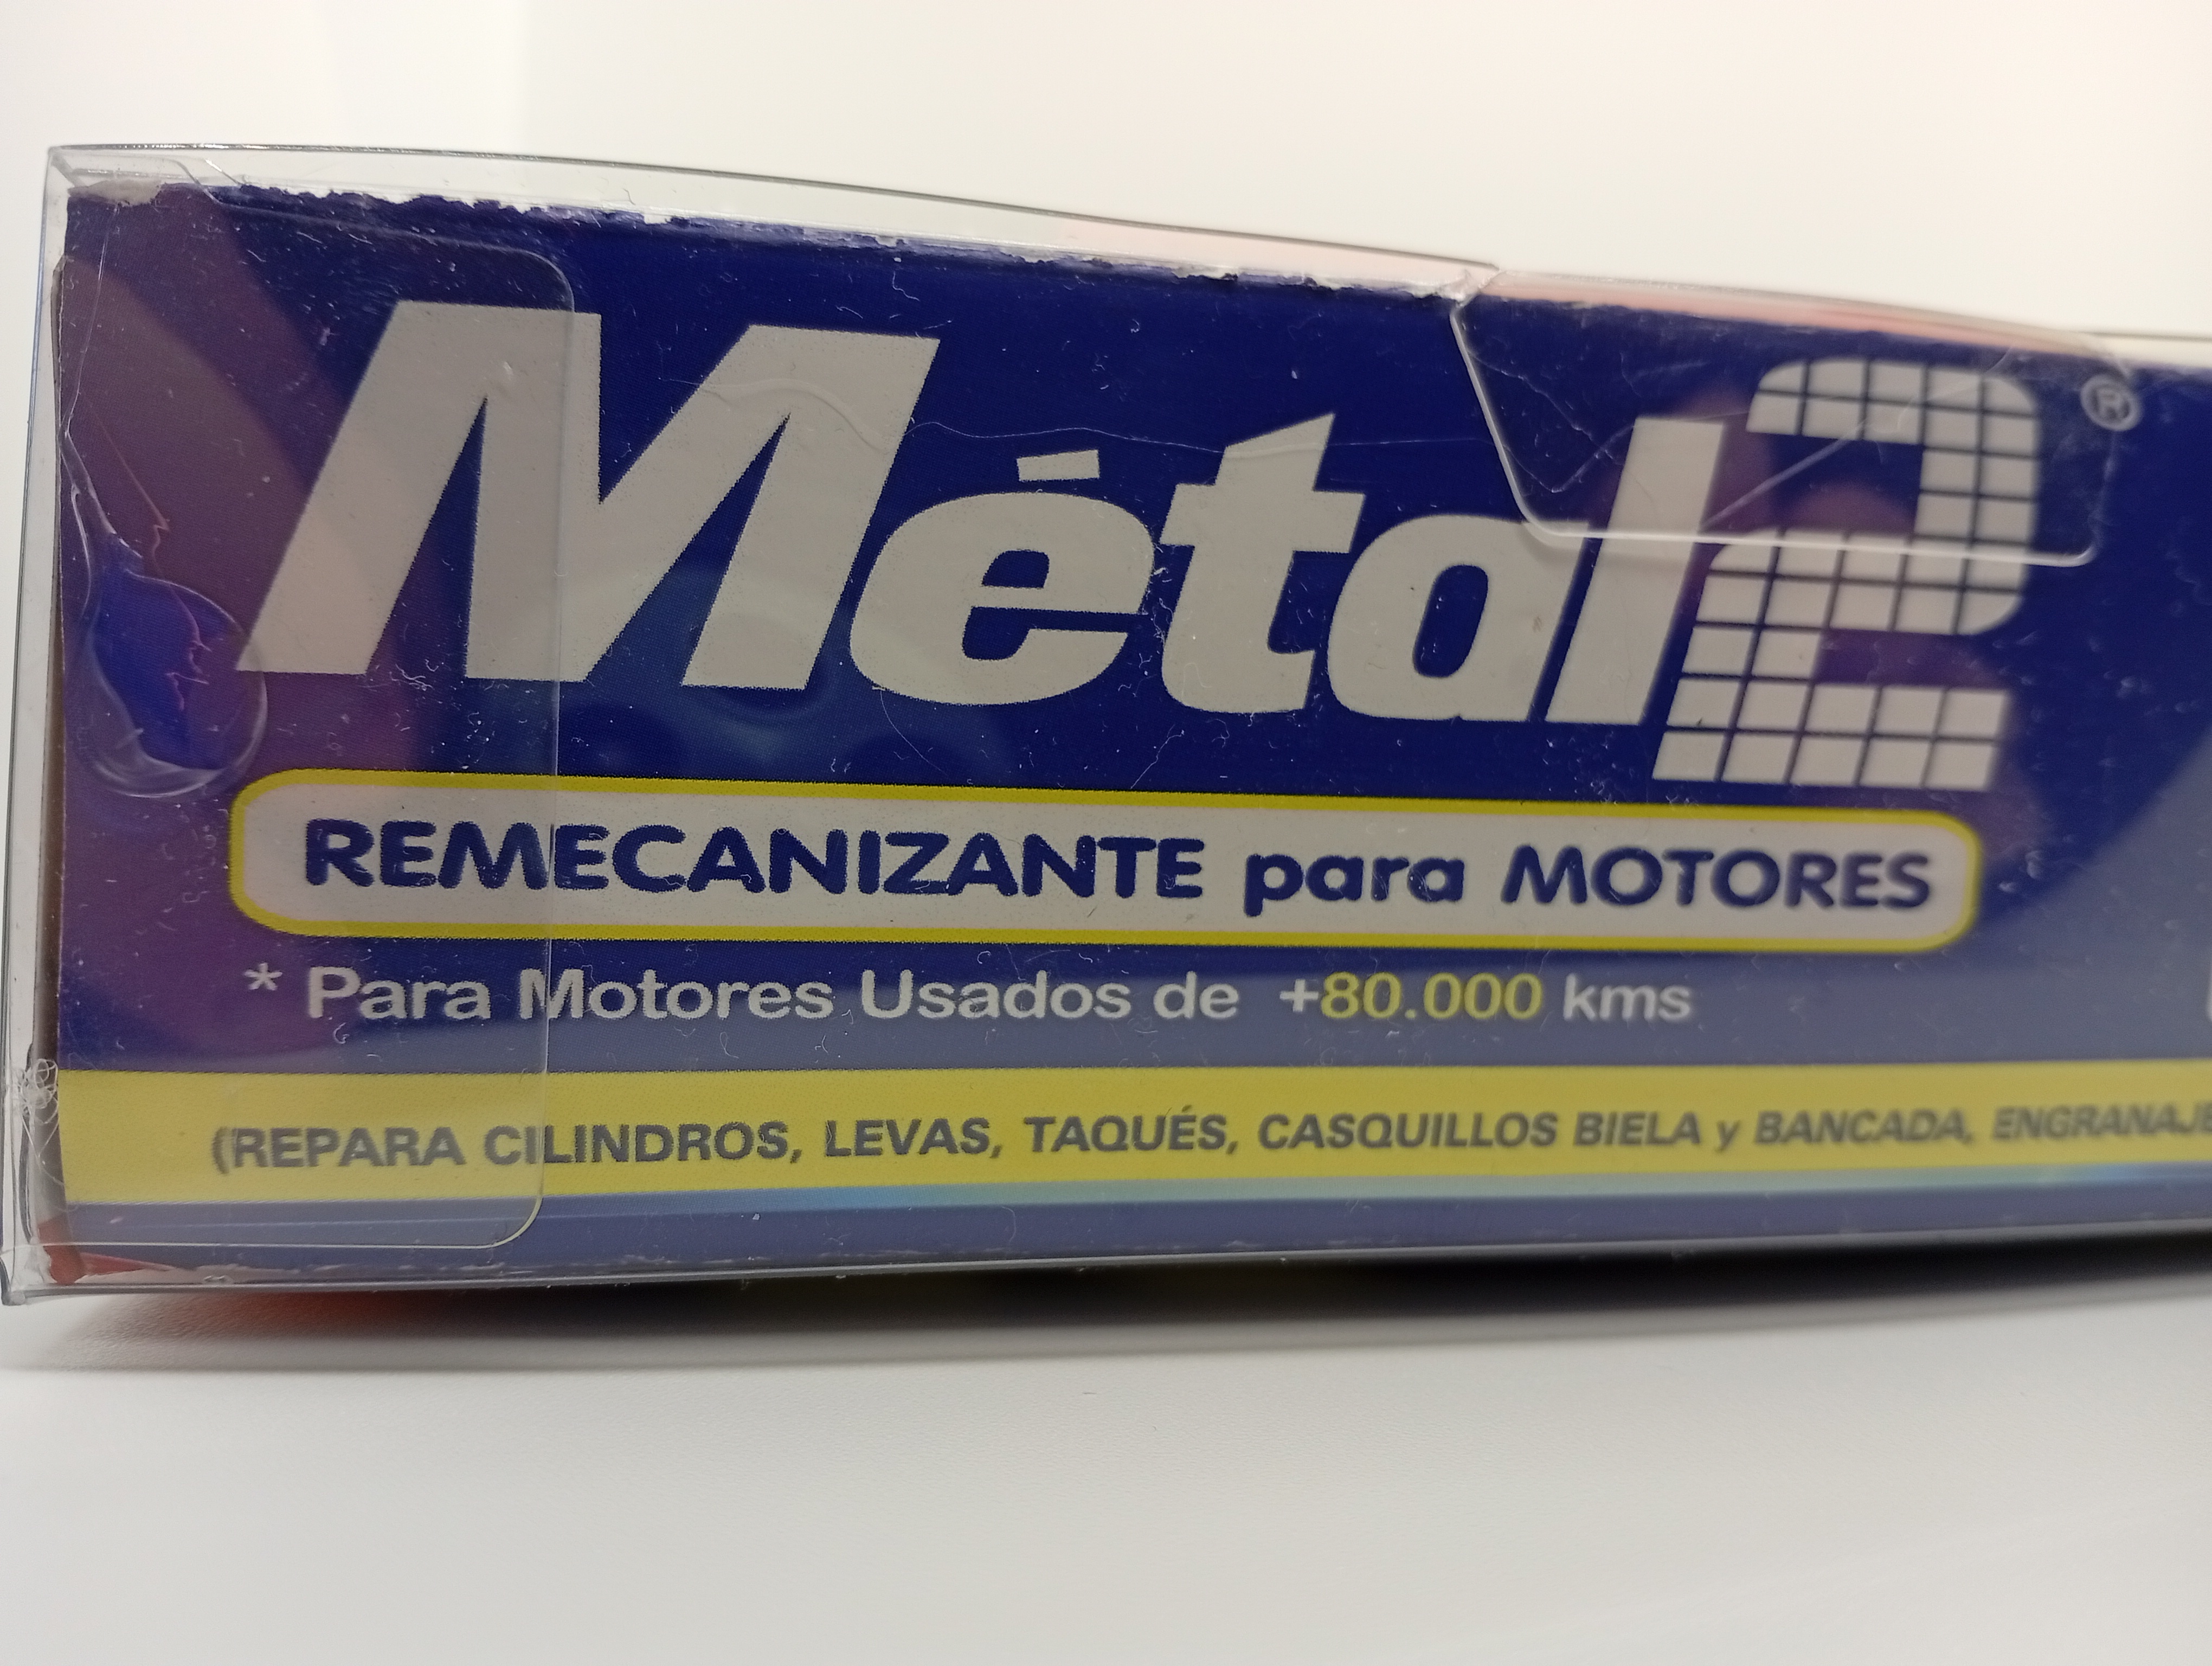 Métal2®
REMECANIZANTE para MOTORES
* Para Motores Usados de +80.000 kms
(REPARA CILINDROS, LEVAS, TAQUÉS, CASQUILLOS BIELA y BANCADA,